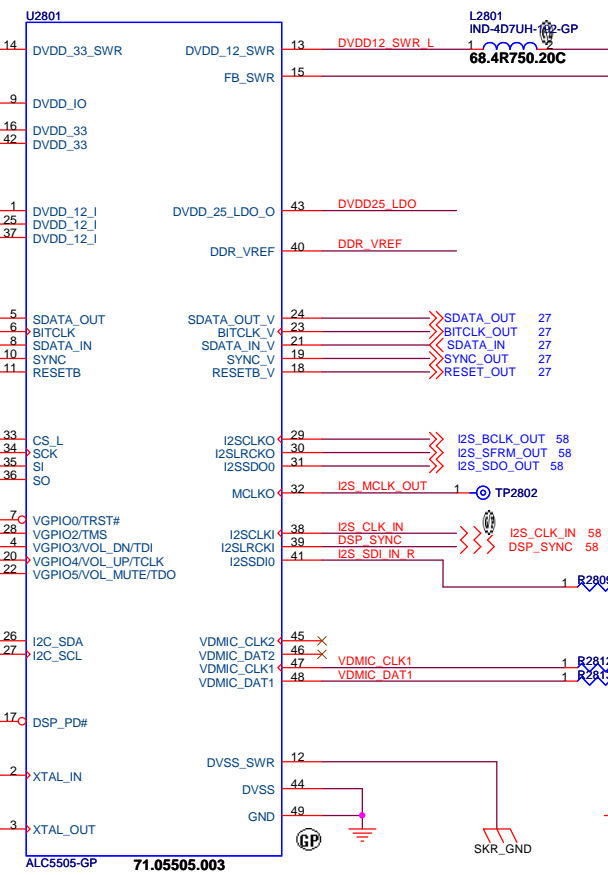 U2801
L2801
IND-4D7UH-192-GP
14 DVDD_33_SWR DVDD_12_SWR 13 DVDD12_SWR_L 1 2
68.4R750.20C
FB_SWR 15
9 DVDD_IO
16 DVDD_33
42 DVDD_33
1 DVDD_12_I DVDD_25_LDO_O 43 DVDD25_LDO
25 DVDD_12_I
37 DVDD_12_I
DDR_VREF 40 DDR_VREF
5 SDATA_OUT SDATA_OUT_V 24 SDATA_OUT 27
6 BITCLK BITCLK_V 23 BITCLK_OUT 27
8 SDATA_IN SDATA_IN_V 21 SDATA_IN 27
10 SYNC SYNC_V 19 SYNC_OUT 27
11 RESETB RESETB_V 18 RESET_OUT 27
33 CS_L I2SCLKO 29 I2S_BCLK_OUT 58
34 SCK I2SLRCKO 30 I2S_SFRM_OUT 58
35 SI I2SSDO0 31 I2S_SDO_OUT 58
36 SO
MCLKO 32 I2S_MCLK_OUT 1 TP2802
7 VGPIO0/TRST#
28 VGPIO2/TMS I2SCLKI 38 I2S_CLK_IN I2S_CLK_IN 58
4 VGPIO3/VOL_DN/TDI I2SLRCKI 39 DSP_SYNC DSP_SYNC 58
20 VGPIO4/VOL_UP/TCLK I2SSDI0 41 I2S_SDI_IN_R
22 VGPIO5/VOL_MUTE/TDO
1 R2809
26 I2C_SDA VDMIC_CLK2 45
27 I2C_SCL VDMIC_DAT2 46
VDMIC_CLK1 47 VDMIC_CLK1 1 R2812
VDMIC_DAT1 48 VDMIC_DAT1 1
17 DSP_PD#
DVSS_SWR 12
2 XTAL_IN
DVSS 44
GND 49
3 XTAL_OUT
GP
SKR_GND
ALC5505-GP 71.05505.003